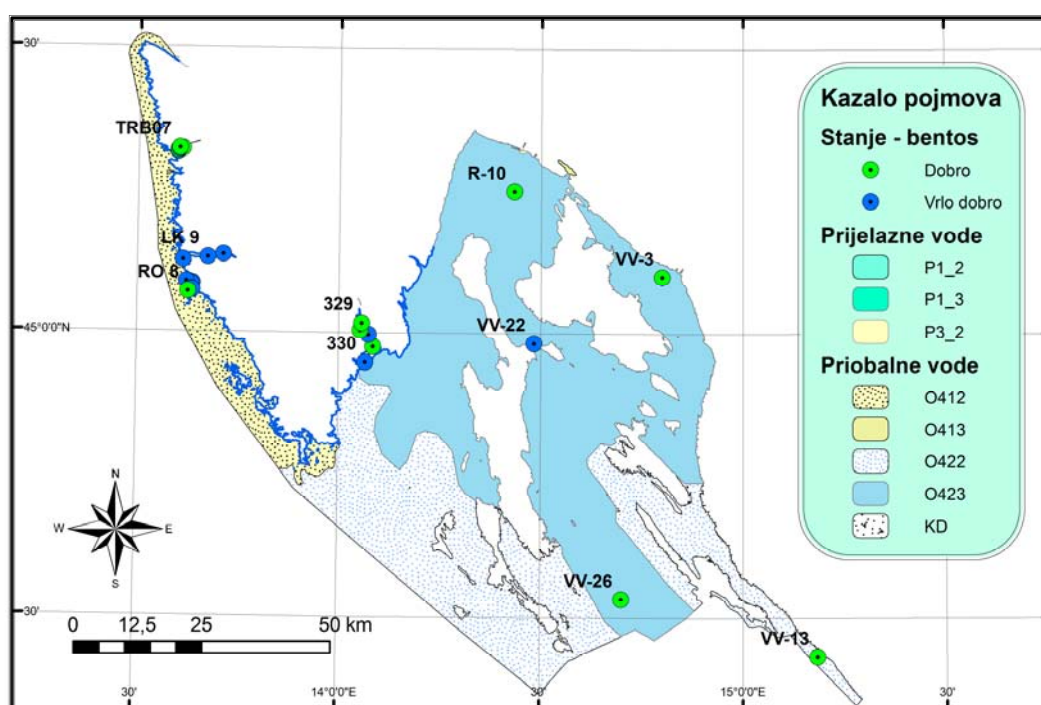 30'
TRB07
R-10
LK 9
RO 8
VV-3
329
45°0'0"N
VV-22
330
N
W
E
S
VV-26
30'
0 12,5 25 50 km
VV-13
30'
14°0'0"E
30'
15°0'0"E
30'
Kazalo pojmova
Stanje - bentos
Dobro
Vrlo dobro
Prijelazne vode
P1_2
P1_3
P3_2
Priobalne vode
O412
O413
O422
O423
KD